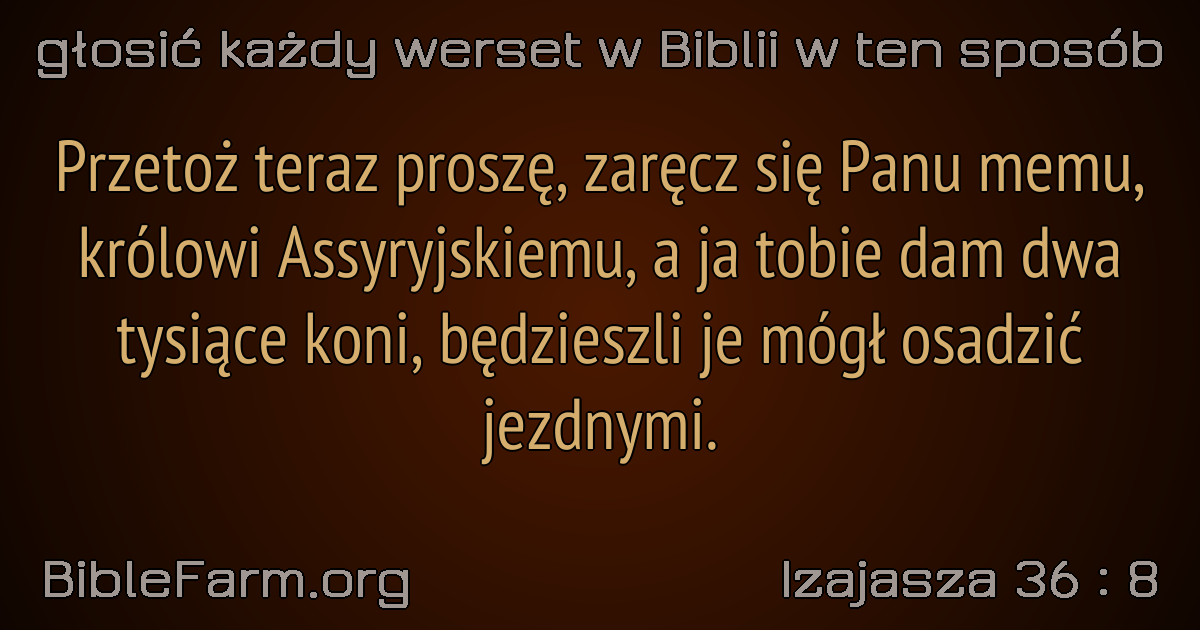 głosić każdy werset w Biblii w ten sposób
Przetoż teraz proszę, zaręcz się Panu memu,
królowi Assyryjskiemu, a ja tobie dam dwa
tysiące koni, będzieszli je mógł osadzić
jezdnymi.
BibleFarm.org
Izajasza 36 : 8